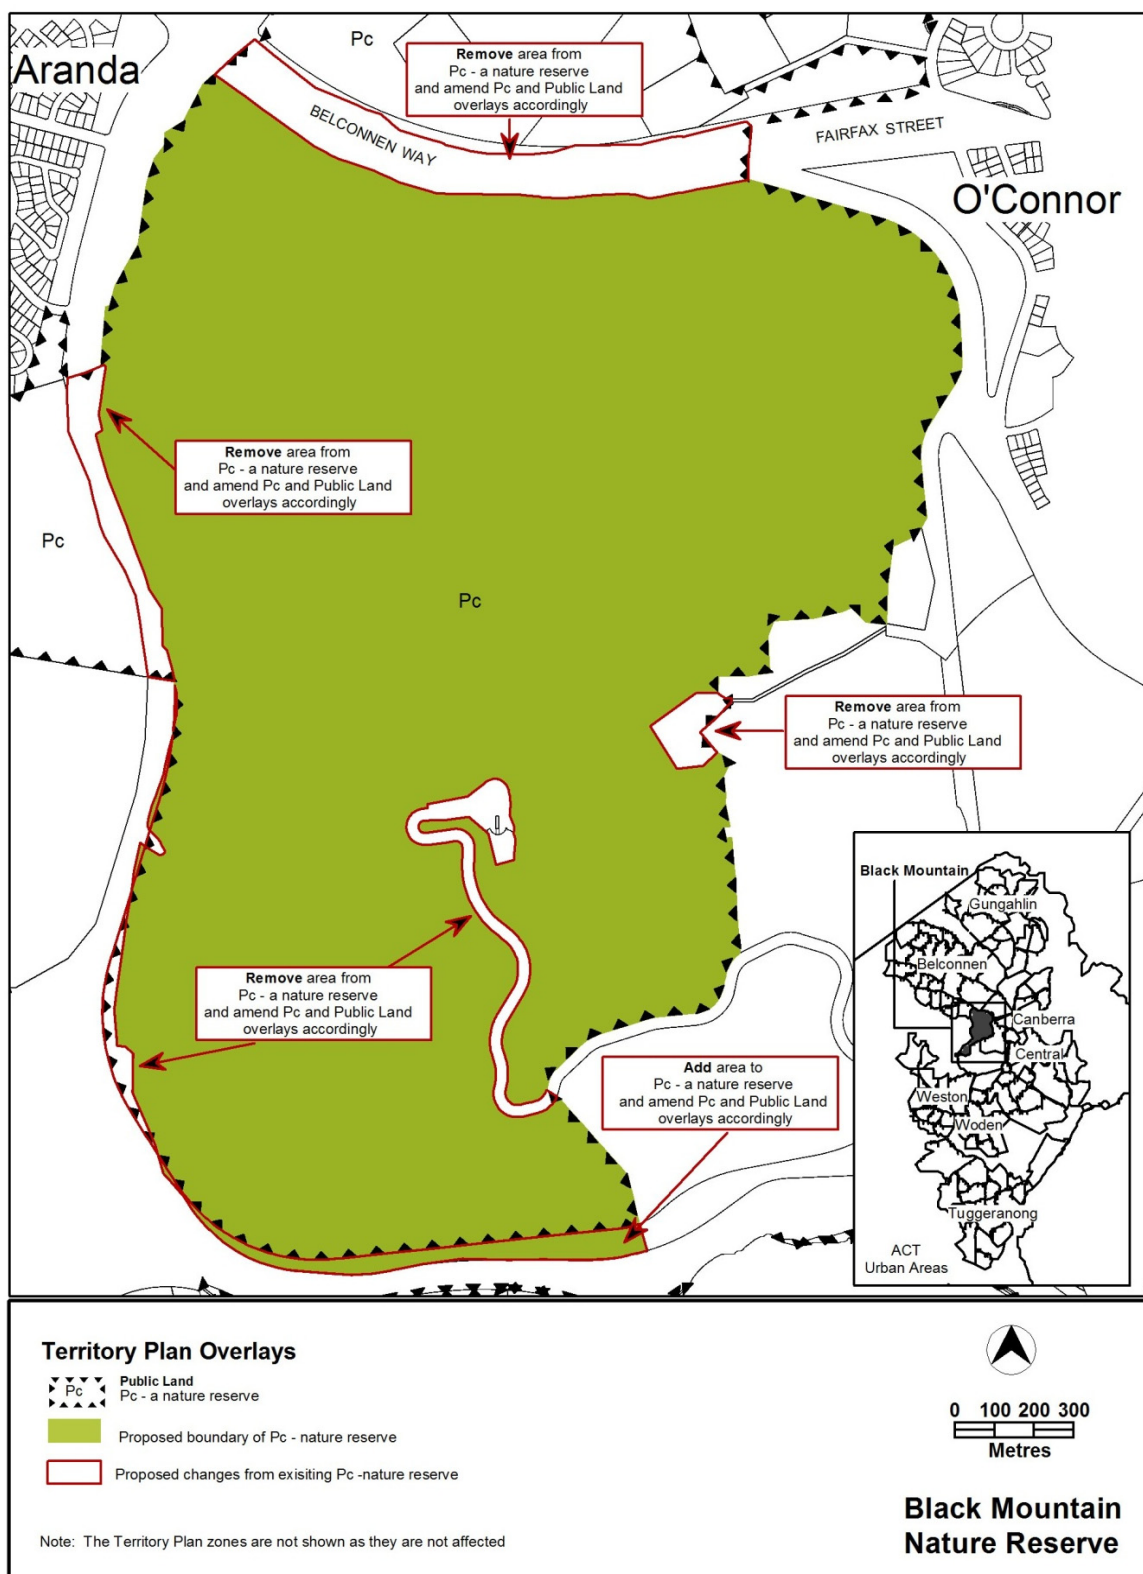 Pc
Aranda
Remove area from
Pc - a nature reserve
and amend Pc and Public Land
overlays accordingly
BELCONNEN WAY
FAIRFAX STREET
O'Connor
Remove area from
Pc - a nature reserve
and amend Pc and Public Land
overlays accordingly
Pc
Pc
Remove area from
Pc - a nature reserve
and amend Pc and Public Land
overlays accordingly
Remove area from
Pc - a nature reserve
and amend Pc and Public Land
overlays accordingly
Add area to
Pc - a nature reserve
and amend Pc and Public Land
overlays accordingly
Black Mountain
Gungahlin
Belconnen
Canberra
Central
Weston
Woden
Tuggeranong
ACT
Urban Areas
Territory Plan Overlays
Pc
Public Land
Pc - a nature reserve
Proposed boundary of Pc - nature reserve
Proposed changes from exisiting Pc -nature reserve
Note: The Territory Plan zones are not shown as they are not affected
0 100 200 300
Metres
Black Mountain
Nature Reserve